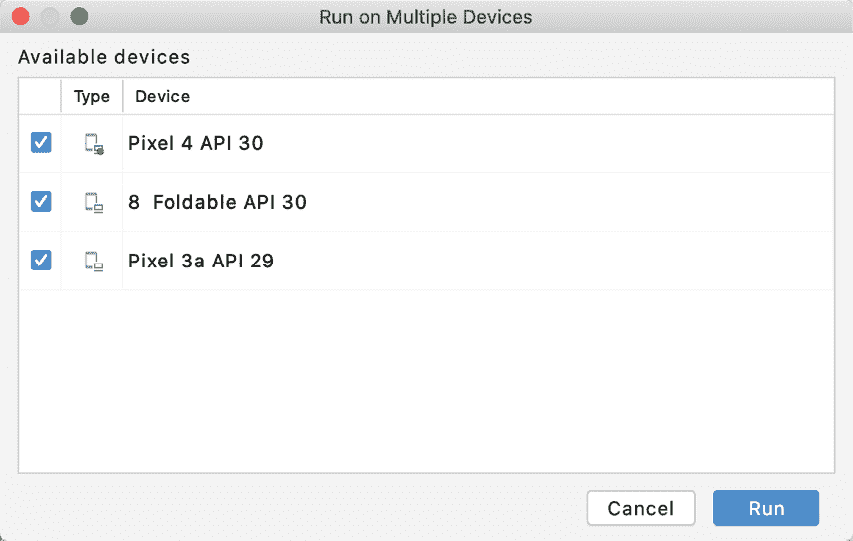 Run on Multiple Devices
Available devices
Type Device
Pixel 4 API 30
8 Foldable API 30
Pixel 3a API 29
Cancel Run